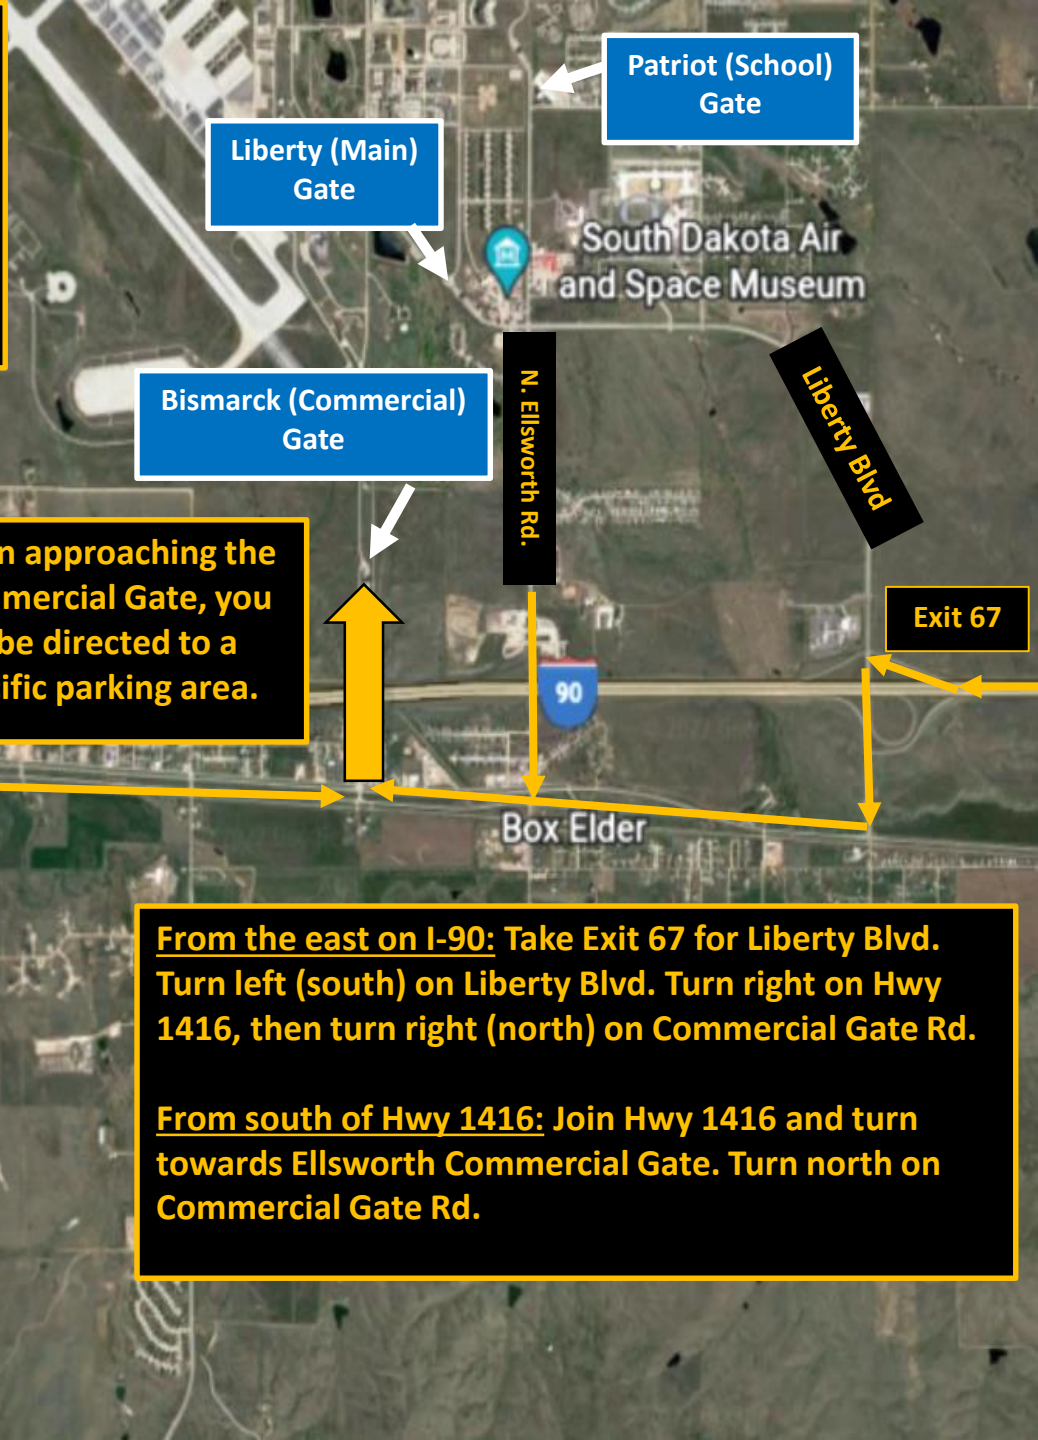 Patriot (School)
Gate
Liberty (Main)
Gate
South Dakota Air
and Space Museum
Bismarck (Commercial)
Gate
N. Ellsworth Rd.
Liberty Blvd
n approaching the
mercial Gate, you
be directed to a
ific parking area.
Exit 67
90
Box Elder
From the east on I-90: Take Exit 67 for Liberty Blvd.
Turn left (south) on Liberty Blvd. Turn right on Hwy
1416, then turn right (north) on Commercial Gate Rd.
From south of Hwy 1416: Join Hwy 1416 and turn
towards Ellsworth Commercial Gate. Turn north on
Commercial Gate Rd.